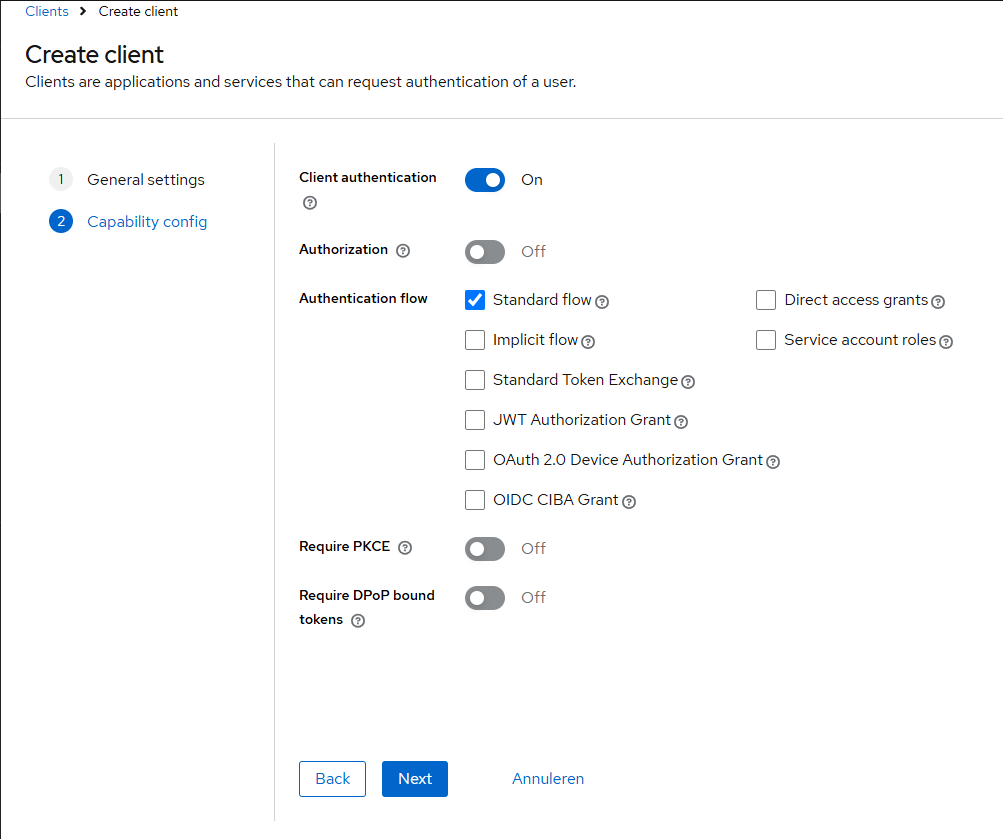 Clients > Create client
Create client
Clients are applications and services that can request authentication of a user.
1 General settings
2 Capability config
Client authentication
On
Authorization
Off
Authentication flow
Standard flow
Direct access grants
Implicit flow
Service account roles
Standard Token Exchange
JWT Authorization Grant
OAuth 2.0 Device Authorization Grant
OIDC CIBA Grant
Require PKCE
Off
Require DPoP bound
tokens
Off
Back
Next
Annuleren